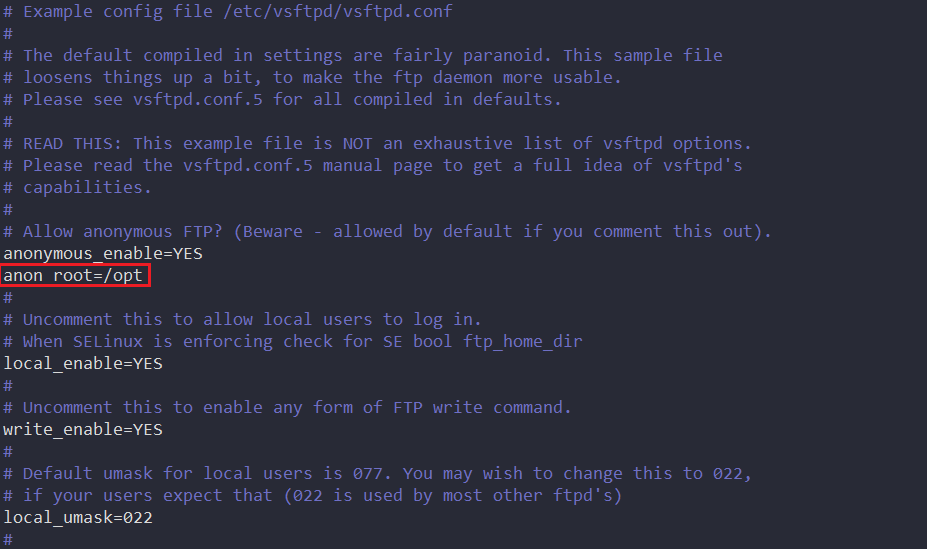 # Example config file /etc/vsftpd/vsftpd.conf
#
# The default compiled in settings are fairly paranoid. This sample file
# loosens things up a bit, to make the ftp daemon more usable.
# Please see vsftpd.conf.5 for all compiled in defaults.
#
# READ THIS: This example file is NOT an exhaustive list of vsftpd options.
# Please read the vsftpd.conf.5 manual page to get a full idea of vsftpd's
# capabilities.
#
# Allow anonymous FTP? (Beware - allowed by default if you comment this out).
anonymous_enable=YES
anon_root=/opt
#
# Uncomment this to allow local users to log in.
# When SELinux is enforcing check for SE bool ftp_home_dir
local_enable=YES
#
# Uncomment this to enable any form of FTP write command.
write_enable=YES
#
# Default umask for local users is 077. You may wish to change this to 022,
# if your users expect that (022 is used by most other ftpd's)
local_umask=022
#